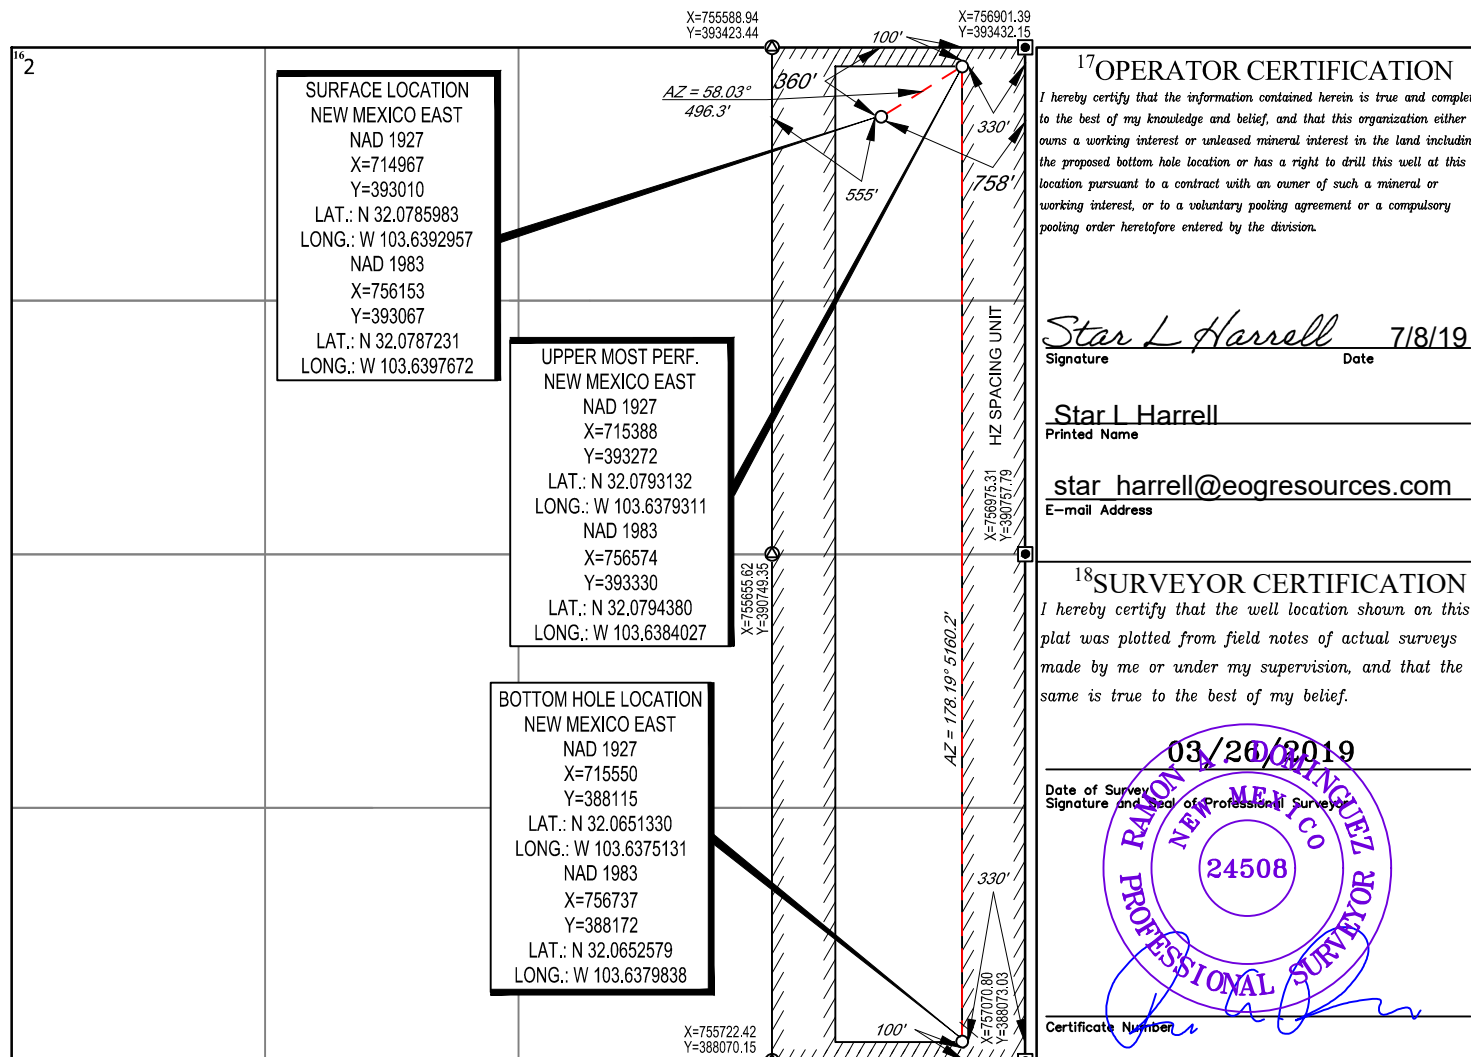 X=755588.94
Y=393423.44
X=756901.39
Y=393432.15
16 2
100'
360'
AZ = 58.03°
496.3'
330'
555'
758'
SURFACE LOCATION
NEW MEXICO EAST
NAD 1927
X=714967
Y=393010
LAT.: N 32.0785983
LONG.: W 103.6392957
NAD 1983
X=756153
Y=393067
LAT.: N 32.0787231
LONG.: W 103.6397672
UPPER MOST PERF.
NEW MEXICO EAST
NAD 1927
X=715388
Y=393272
LAT.: N 32.0793132
LONG.: W 103.6379311
NAD 1983
X=756574
Y=393330
LAT.: N 32.0794380
LONG.: W 103.6384027
HZ SPACING UNIT
X=756975.31
Y=390757.79
X=755655.62
Y=390749.35
AZ = 178.19° 5160.2'
BOTTOM HOLE LOCATION
NEW MEXICO EAST
NAD 1927
X=715550
Y=388115
LAT.: N 32.0651330
LONG.: W 103.6375131
NAD 1983
X=756737
Y=388172
LAT.: N 32.0652579
LONG.: W 103.6379838
330'
X=757070.80
Y=388073.03
X=755722.42
Y=388070.15
100'
17 OPERATOR CERTIFICATION
I hereby certify that the information contained herein is true and comple
to the best of my knowledge and belief, and that this organization either
owns a working interest or unleased mineral interest in the land includin
the proposed bottom hole location or has a right to drill this well at this
location pursuant to a contract with an owner of such a mineral or
working interest, or to a voluntary pooling agreement or a compulsory
pooling order heretofore entered by the division.
Star L Harrell 7/8/19
Signature Date
Star L Harrell
Printed Name
star_harrell@eogresources.com
E-mail Address
18 SURVEYOR CERTIFICATION
I hereby certify that the well location shown on this
plat was plotted from field notes of actual surveys
made by me or under my supervision, and that the
same is true to the best of my belief.
03/26/2019
Date of Survey
Signature and Seal of Professional Surveyor
RAMON A. DOMINGUEZ
NEW MEXICO
24508
PROFESSIONAL SURVEYOR
Certificate Number